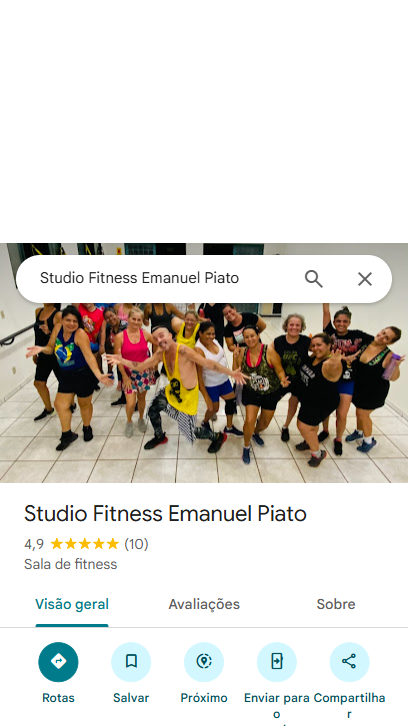 Studio Fitness Emanuel Piato
Studio Fitness Emanuel Piato
4,9 (10)
Sala de fitness
Visão geral Avaliações Sobre
Rotas Salvar Próximo Enviar para o Compartilhar